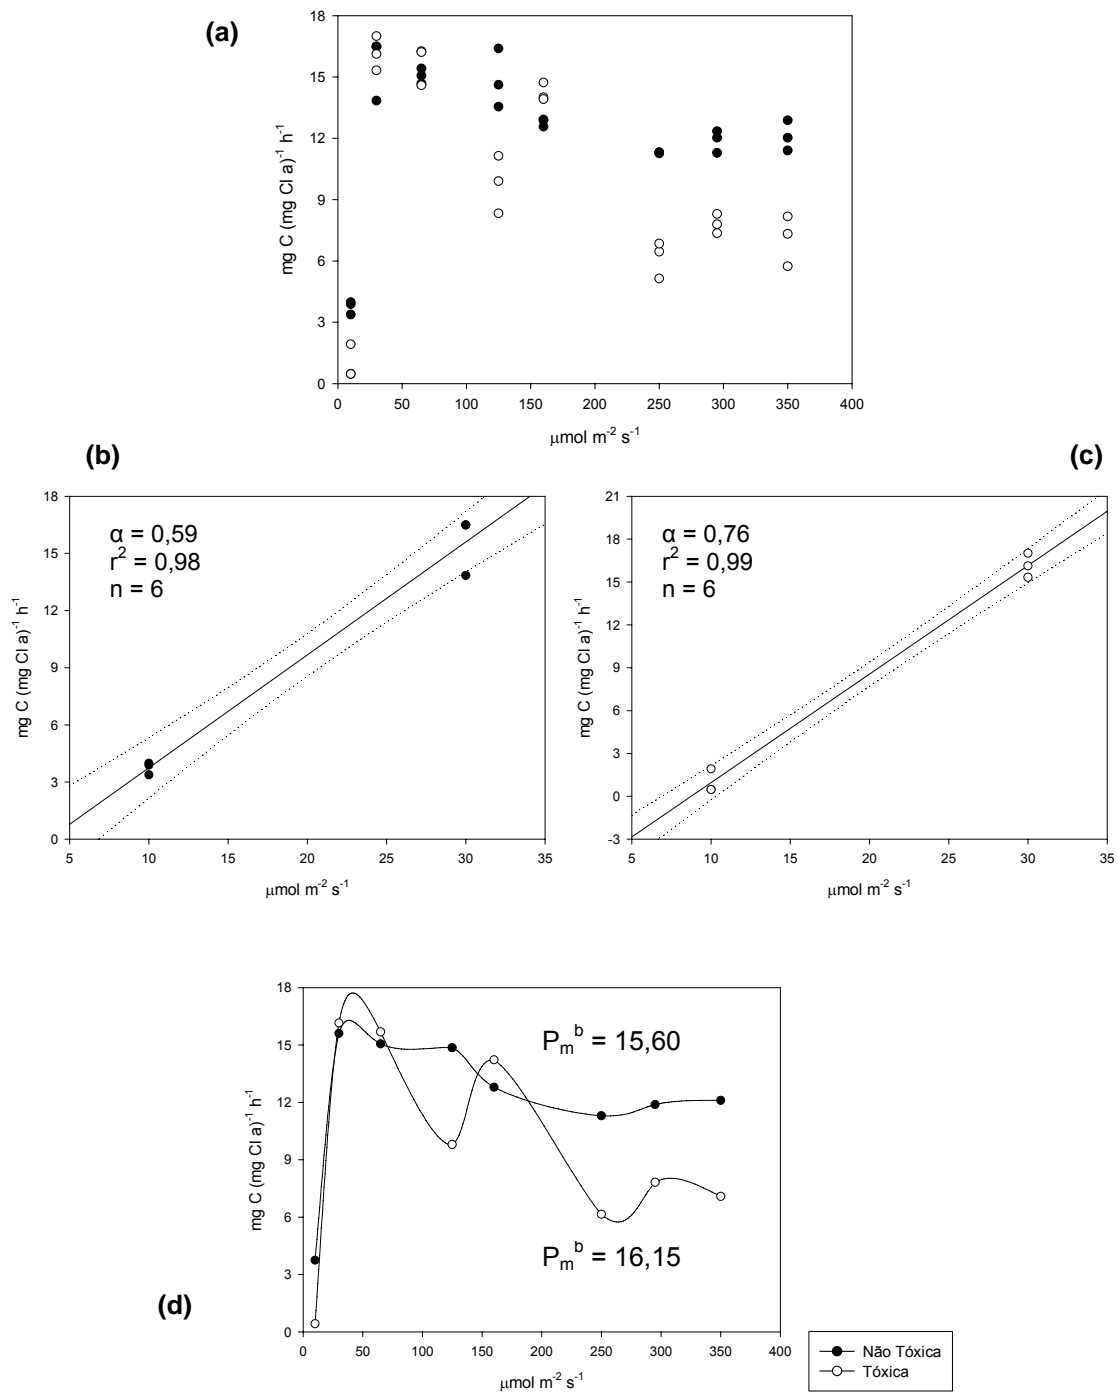 (a)
18
15
12
9
6
3
0
mg C (mg Cl a)⁻¹ h⁻¹
0 50 100 150 200 250 300 350 400
μmol m⁻² s⁻¹
(b)
18
15
12
9
6
3
0
mg C (mg Cl a)⁻¹ h⁻¹
α = 0,59
r² = 0,98
n = 6
5 10 15 20 25 30 35
μmol m⁻² s⁻¹
(c)
21
18
15
12
9
6
3
0
-3
mg C (mg Cl a)⁻¹ h⁻¹
α = 0,76
r² = 0,99
n = 6
5 10 15 20 25 30 35
μmol m⁻² s⁻¹
(d)
18
15
12
9
6
3
0
mg C (mg Cl a)⁻¹ h⁻¹
Pₘᵇ = 15,60
Pₘᵇ = 16,15
0 50 100 150 200 250 300 350 400
μmol m⁻² s⁻¹
Não Tóxica
Tóxica